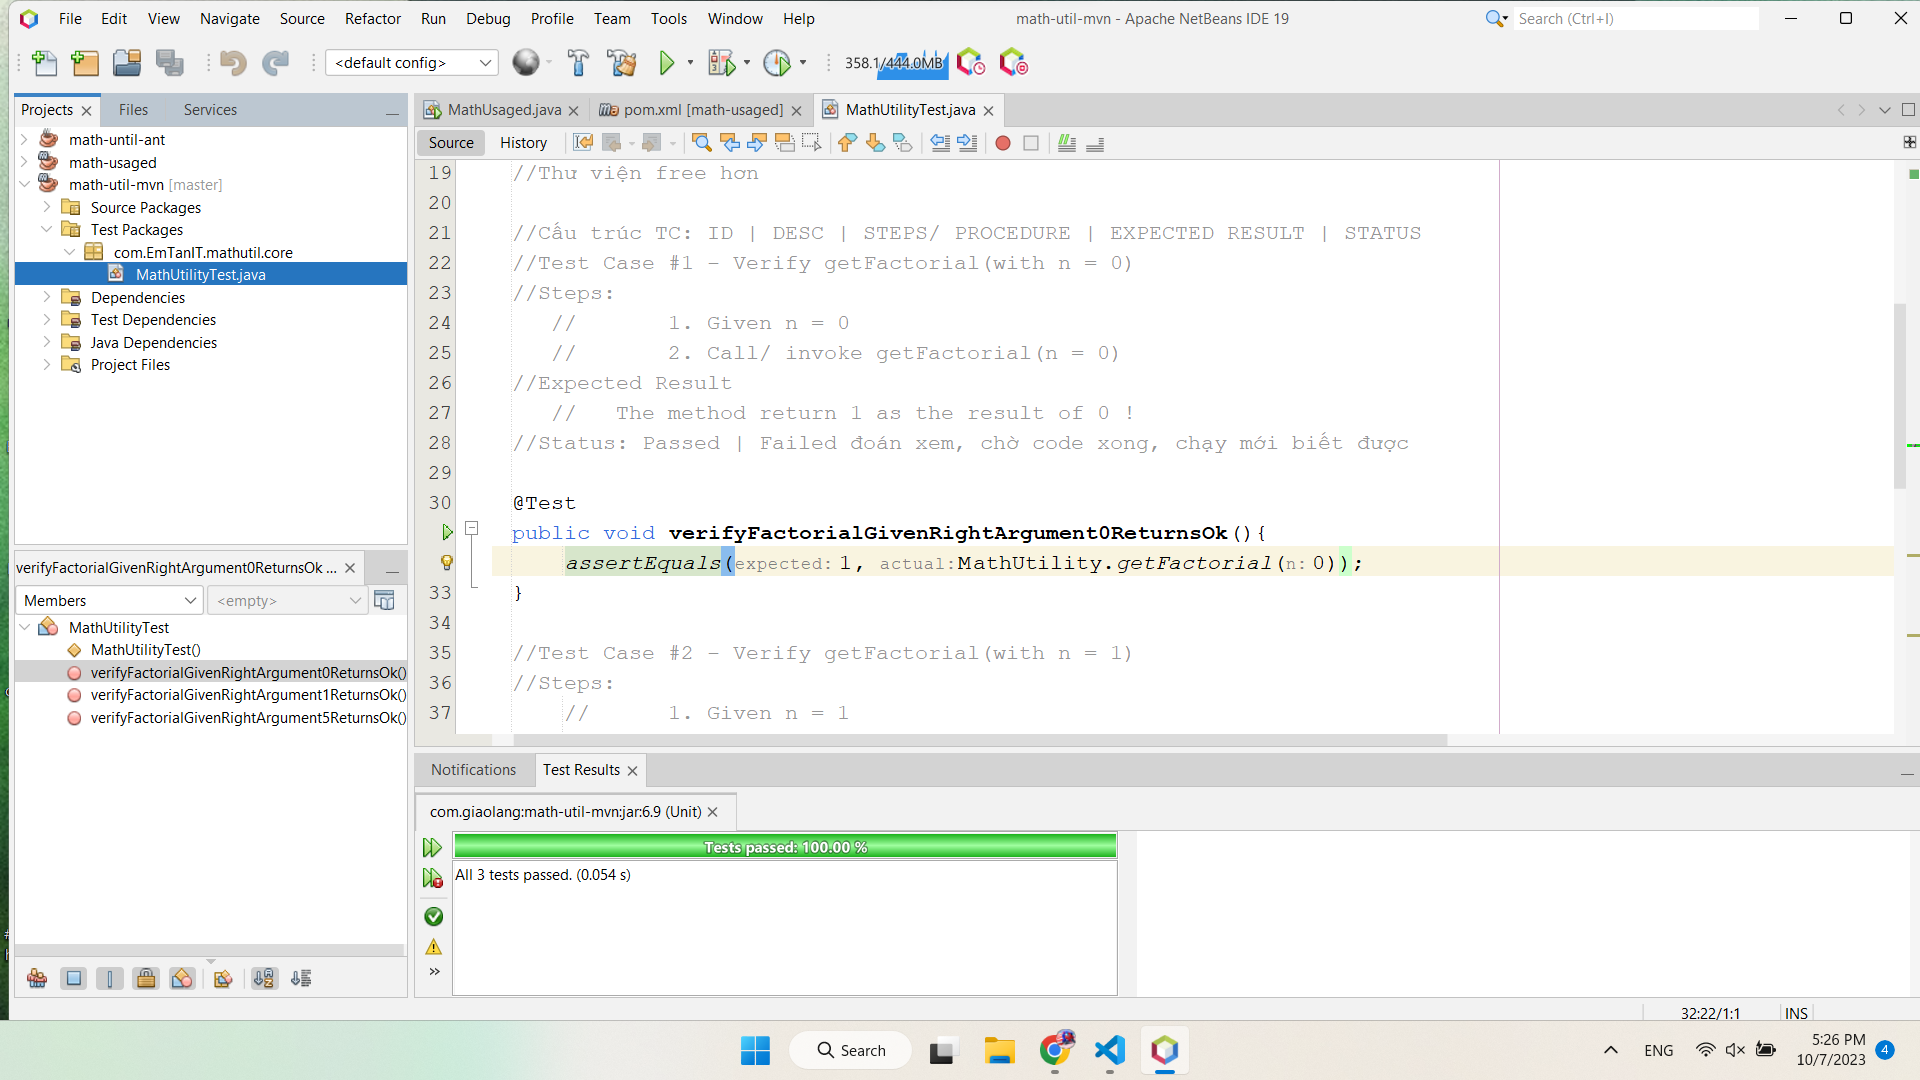 File Edit View Navigate Source Refactor Run Debug Profile Team Tools Window Help
math-util-mvn - Apache NetBeans IDE 19
Search (Ctrl+I)
<default config>
358.1/444.0MB
Projects
Files
Services
math-until-ant
math-usaged
math-util-mvn [master]
Source Packages
Test Packages
com.EmTanIT.mathutil.core
MathUtilityTest.java
Dependencies
Test Dependencies
Java Dependencies
Project Files
verifyFactorialGivenRightArgument0ReturnsOk ...
Members
<empty>
MathUtilityTest
MathUtilityTest()
verifyFactorialGivenRightArgument0ReturnsOk()
verifyFactorialGivenRightArgument1ReturnsOk()
verifyFactorialGivenRightArgument5ReturnsOk()
MathUsaged.java
pom.xml [math-usaged]
MathUtilityTest.java
Source
History
19 //Thư viện free hơn
20
21 //Cấu trúc TC: ID | DESC | STEPS/ PROCEDURE | EXPECTED RESULT | STATUS
22 //Test Case #1 - Verify getFactorial(with n = 0)
23 //Steps:
24 // 1. Given n = 0
25 // 2. Call/ invoke getFactorial(n = 0)
26 //Expected Result
27 // The method return 1 as the result of 0 !
28 //Status: Passed | Failed đoán xem, chờ code xong, chạy mới biết được
29
30 @Test
public void verifyFactorialGivenRightArgument0ReturnsOk(){
assertEquals(expected: 1, actual:MathUtility.getFactorial(n: 0));
33 }
34
35 //Test Case #2 - Verify getFactorial(with n = 1)
36 //Steps:
37 // 1. Given n = 1
Notifications
Test Results
com.giaolang:math-util-mvn:jar:6.9 (Unit)
Tests passed: 100.00 %
All 3 tests passed. (0.054 s)
32:22/1:1
INS
Search
ENG
5:26 PM
10/7/2023
4